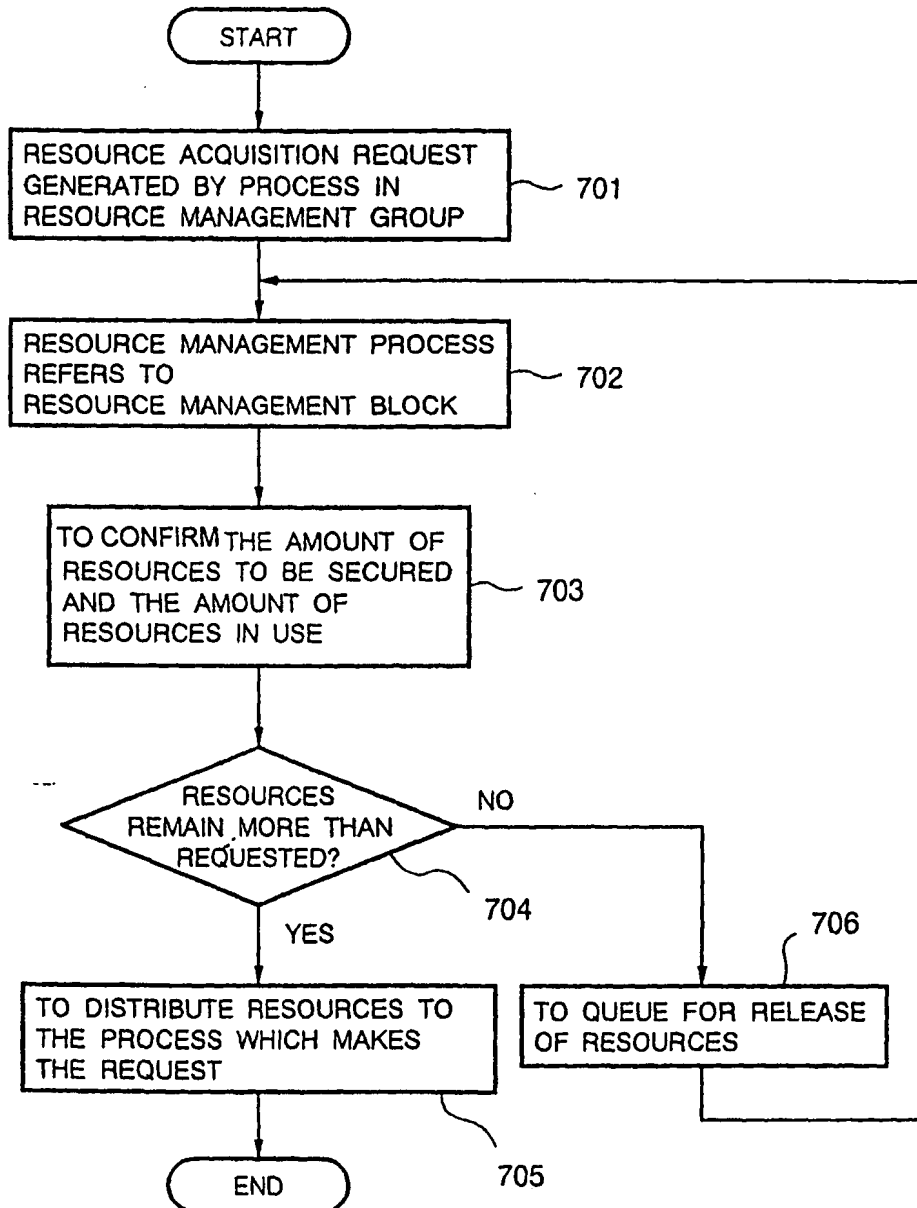 START
RESOURCE ACQUISITION REQUEST
GENERATED BY PROCESS IN
RESOURCE MANAGEMENT GROUP
701
RESOURCE MANAGEMENT PROCESS
REFERS TO
RESOURCE MANAGEMENT BLOCK
702
TO CONFIRM THE AMOUNT OF
RESOURCES TO BE SECURED
AND THE AMOUNT OF
RESOURCES IN USE
703
RESOURCES
REMAIN MORE THAN
REQUESTED?
NO
704
YES
706
TO DISTRIBUTE RESOURCES TO
THE PROCESS WHICH MAKES
THE REQUEST
TO QUEUE FOR RELEASE
OF RESOURCES
705
END